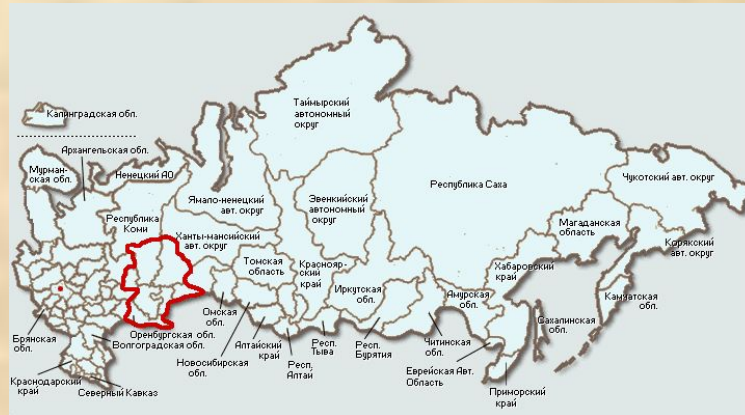 Калинградская обл.
Архангельская обл.
Мурман-
ская обл.
Ненецкий АО
Республика
Коми
Ямало-ненецкий
авт. округ
Ханты-мансийский
авт. округ
Таймырский
автономный
округ
Эвенкийский
автономный
округ
Республика Саха
Чукотский авт. округ
Магаданская
область
Корякский
авт. округ
Камчатская
обл.
Хабаровский
край
Сахалинская
обл.
Амурская
обл.
Томская
область
Краснояр-
ский
край
Иркутская
обл.
Омская
обл.
Новосибирская
обл.
Алтайский
край
Респ.
Алтай
Респ.
Тыва
Респ.
Бурятия
Читинская
обл.
Еврейская Авт.
Область
Приморский
край
Оренбургская обл.
Волгоградская обл.
Брянская
обл.
Краснодарский
край
Северный Кавказ